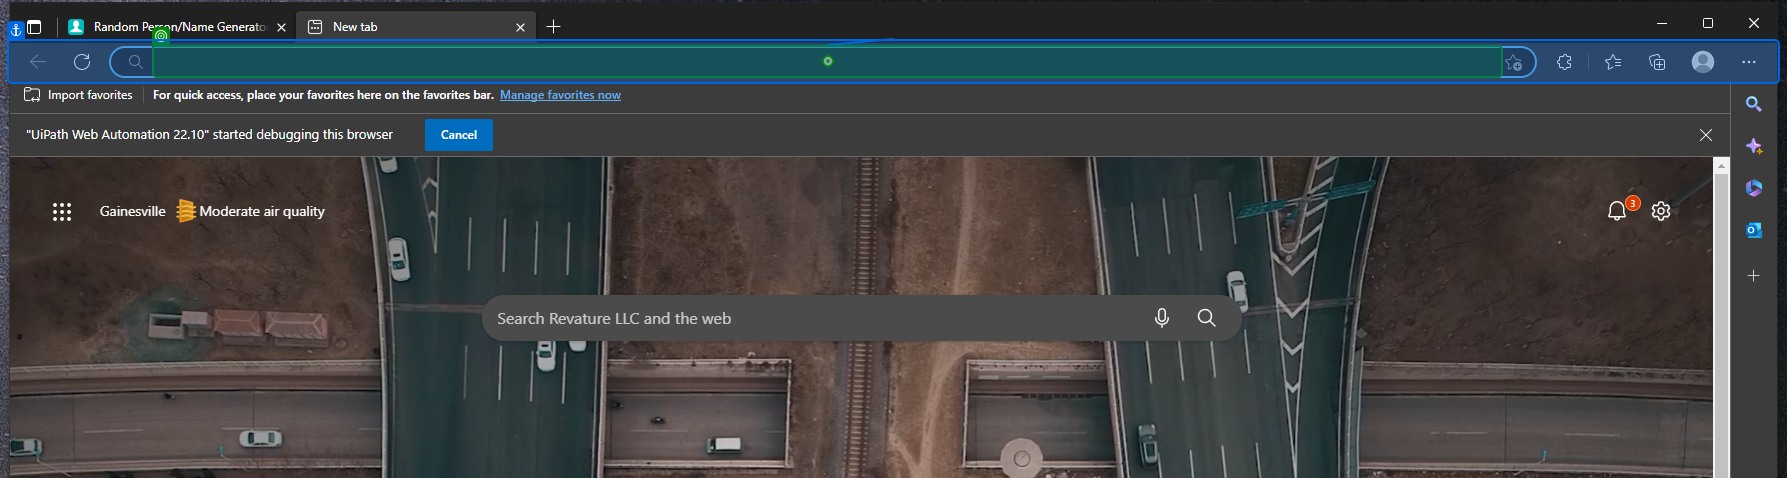 Random Person/Name Generato
New tab
Import favorites
For quick access, place your favorites here on the favorites bar. Manage favorites now
"UiPath Web Automation 22.10" started debugging this browser
Cancel
Gainesville
Moderate air quality
3
Search Revature LLC and the web